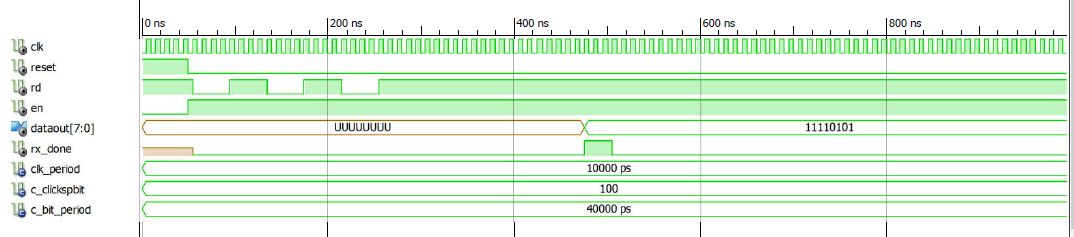 0 ns 200 ns 400 ns 600 ns 800 ns
clk
reset
rd
en
dataout[7:0] UUUUUUUU 11110101
rx_done
clk_period 10000 ps
c_clickspbit 100
c_bit_period 40000 ps